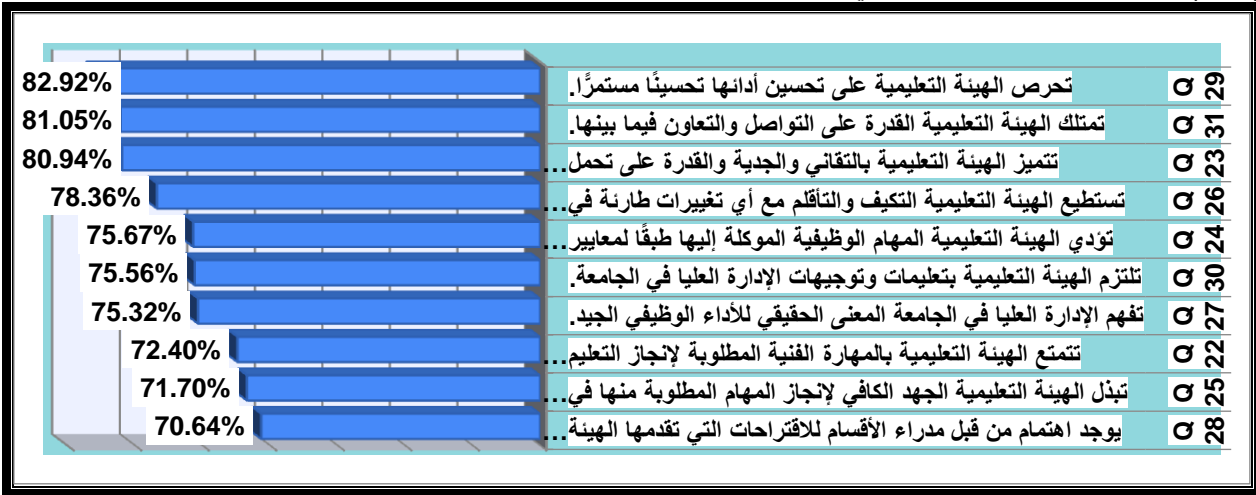 Q 29 تحرص الهيئة التعليمية على تحسين أدائها تحسينًا مستمرًا. 82.92%
Q 31 تمتلك الهيئة التعليمية القدرة على التواصل والتعاون فيما بينها. 81.05%
Q 23 تتميز الهيئة التعليمية بالتفاني والجدية والقدرة على تحمل... 80.94%
Q 26 تستطيع الهيئة التعليمية التكيف والتأقلم مع أي تغييرات طارئة في... 78.36%
Q 24 تؤدي الهيئة التعليمية المهام الوظيفية الموكلة إليها طبقًا لمعايير... 75.67%
Q 30 تلتزم الهيئة التعليمية بتعليمات وتوجيهات الإدارة العليا في الجامعة. 75.56%
Q 27 تفهم الإدارة العليا في الجامعة المعنى الحقيقي للأداء الوظيفي الجيد. 75.32%
Q 22 تتمتع الهيئة التعليمية بالمهارة الفنية المطلوبة لإنجاز التعليم... 72.40%
Q 25 تبذل الهيئة التعليمية الجهد الكافي لإنجاز المهام المطلوبة منها في... 71.70%
Q 28 يوجد اهتمام من قبل مدراء الأقسام للاقتراحات التي تقدمها الهيئة... 70.64%